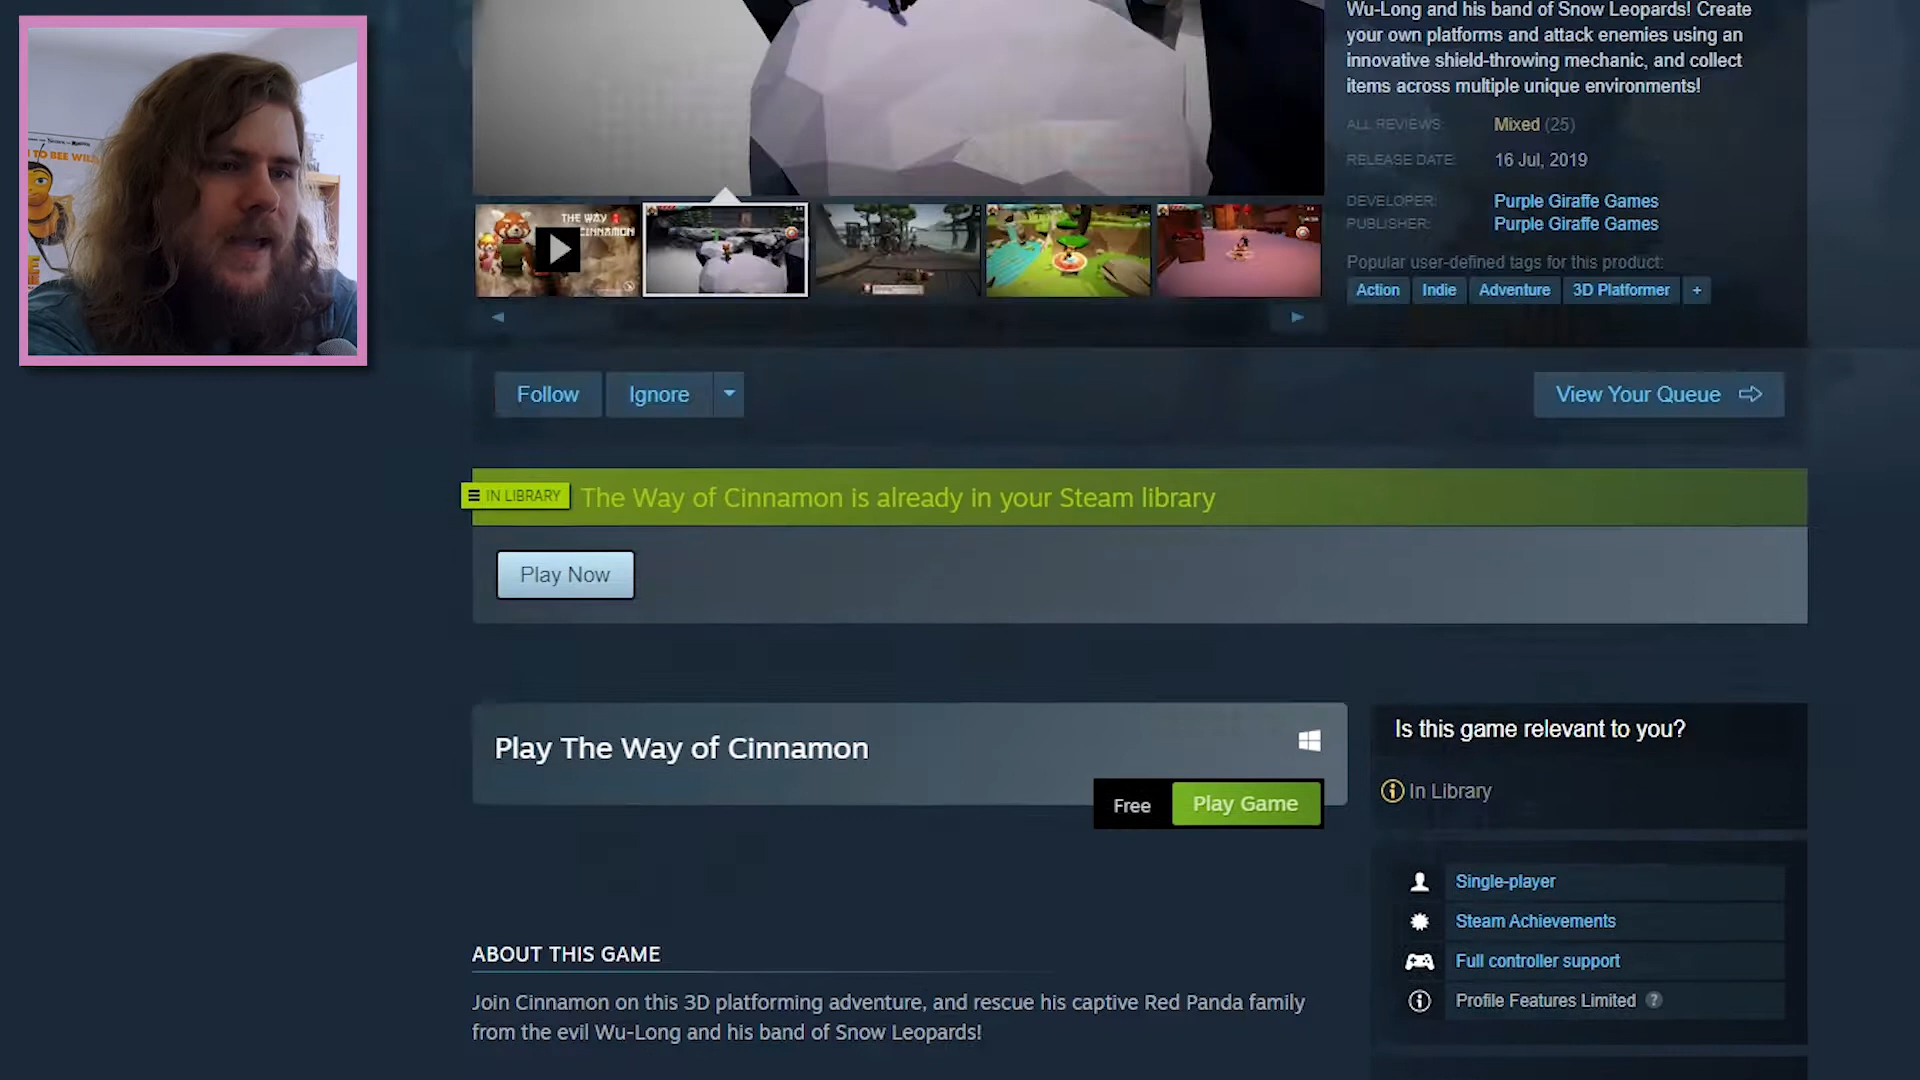 TO BEE WIL
Wu-Long and his band of Snow Leopards! Create
your own platforms and attack enemies using an
innovative shield-throwing mechanic, and collect
items across multiple unique environments!
ALL REVIEWS: Mixed (25)
RELEASE DATE: 16 Jul, 2019
DEVELOPER: Purple Giraffe Games
PUBLISHER: Purple Giraffe Games
Popular user-defined tags for this product:
Action Indie Adventure 3D Platformer +
THE WAY
CINNAMON
Follow Ignore View Your Queue
IN LIBRARY The Way of Cinnamon is already in your Steam library
Play Now
Play The Way of Cinnamon
Free Play Game
Is this game relevant to you?
In Library
Single-player
Steam Achievements
Full controller support
Profile Features Limited ?
ABOUT THIS GAME
Join Cinnamon on this 3D platforming adventure, and rescue his captive Red Panda family
from the evil Wu-Long and his band of Snow Leopards!